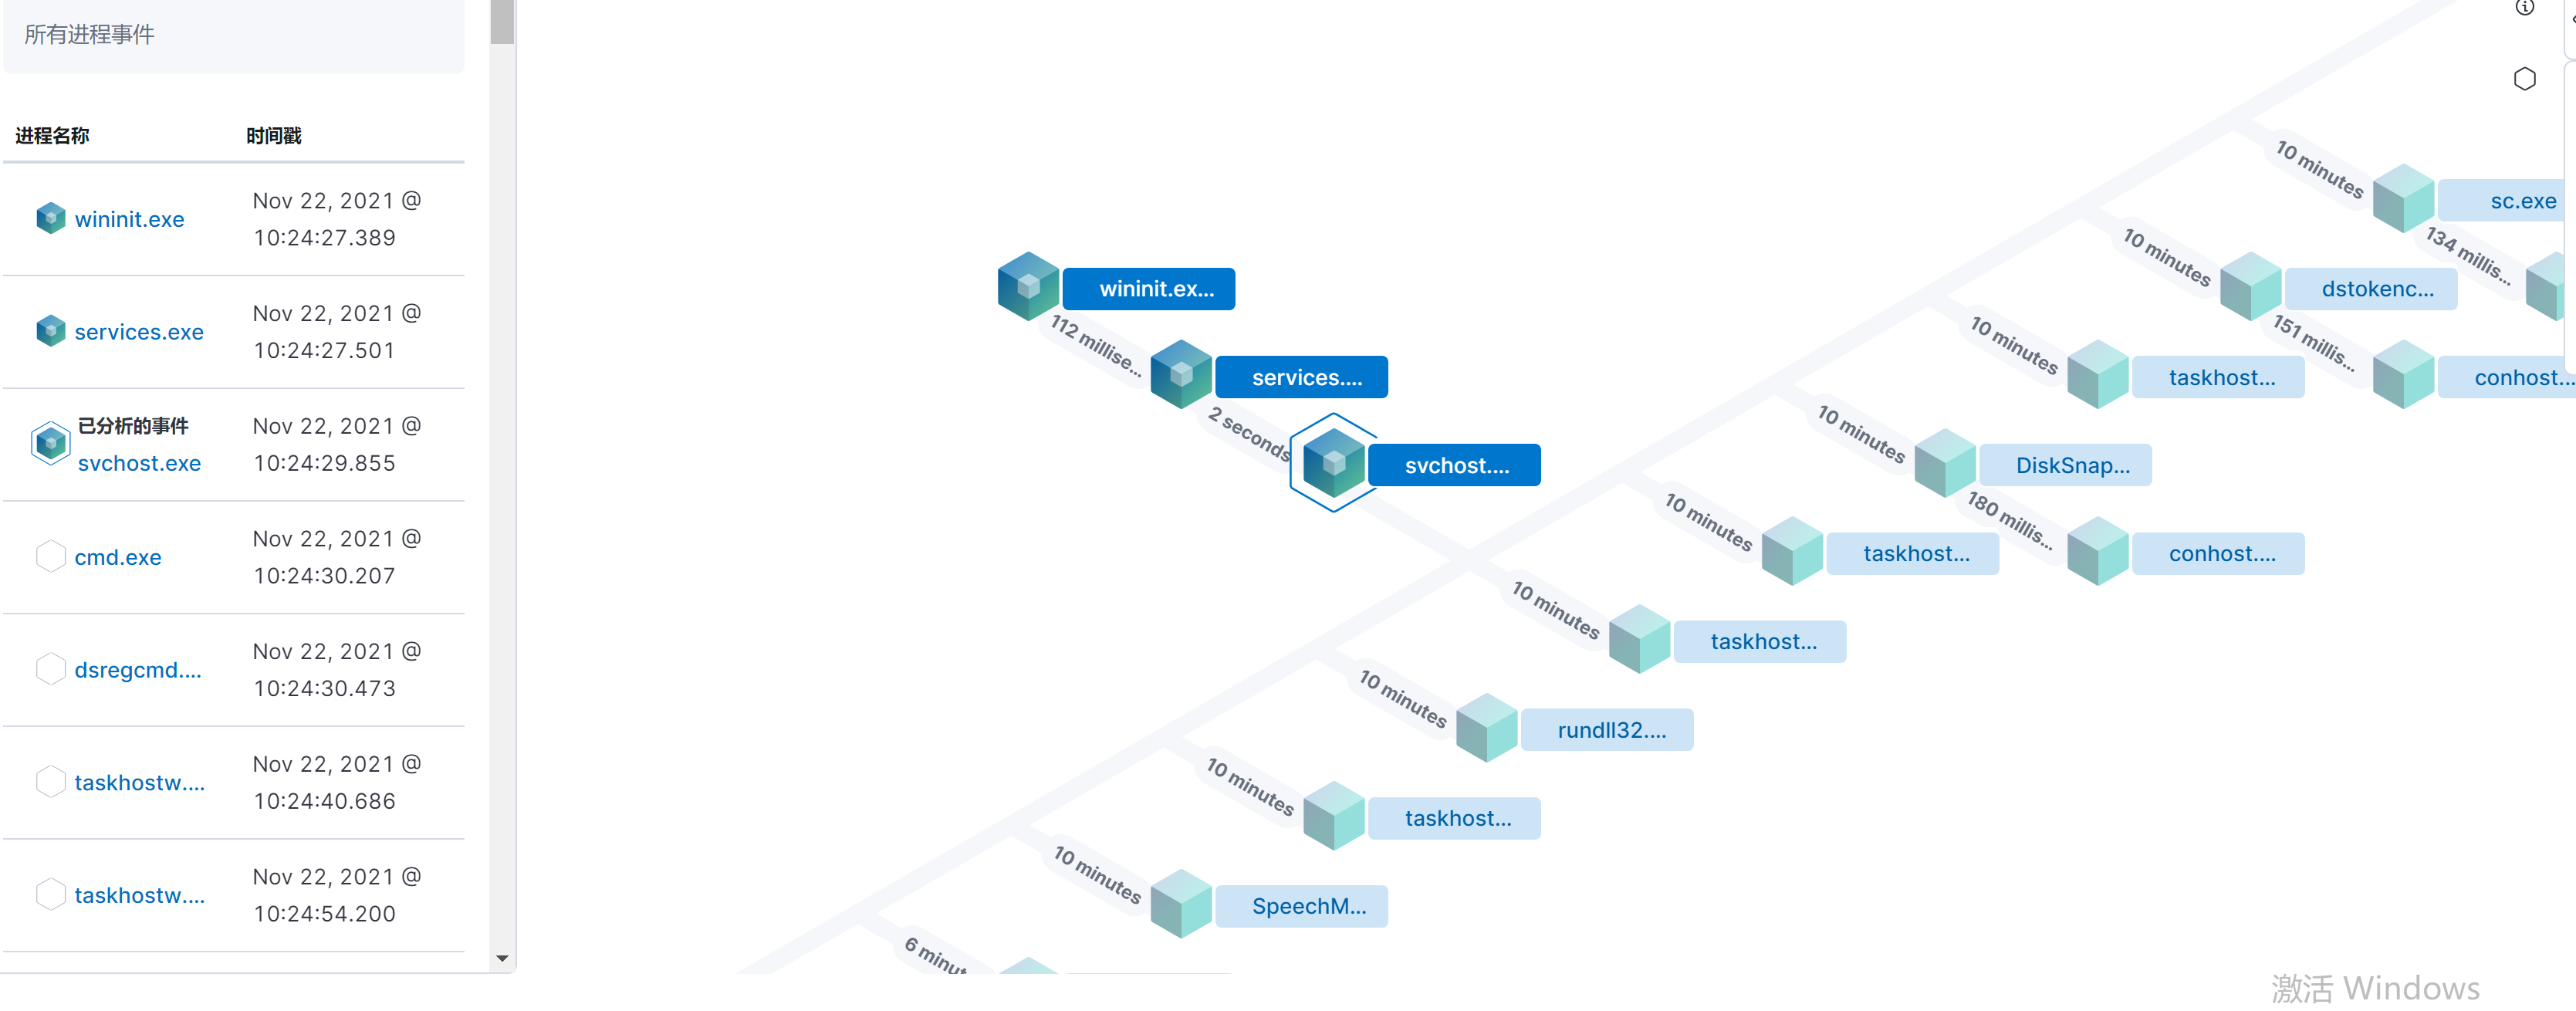 所有进程事件
进程名称 时间戳
wininit.exe Nov 22, 2021 @
10:24:27.389
services.exe Nov 22, 2021 @
10:24:27.501
已分析的事件 Nov 22, 2021 @
svchost.exe 10:24:29.855
cmd.exe Nov 22, 2021 @
10:24:30.207
dsregcmd.... Nov 22, 2021 @
10:24:30.473
taskhostw.... Nov 22, 2021 @
10:24:40.686
taskhostw.... Nov 22, 2021 @
10:24:54.200
wininit.ex...
112 millise...
services....
2 seconds
svchost....
10 minutes
sc.exe
134 millis...
10 minutes
dstokenc...
151 millis...
conhost....
10 minutes
taskhost...
10 minutes
DiskSnap...
180 millis...
conhost....
10 minutes
taskhost...
10 minutes
taskhost...
10 minutes
rundll32....
10 minutes
taskhost...
10 minutes
SpeechM...
6 minut
激活 Windows